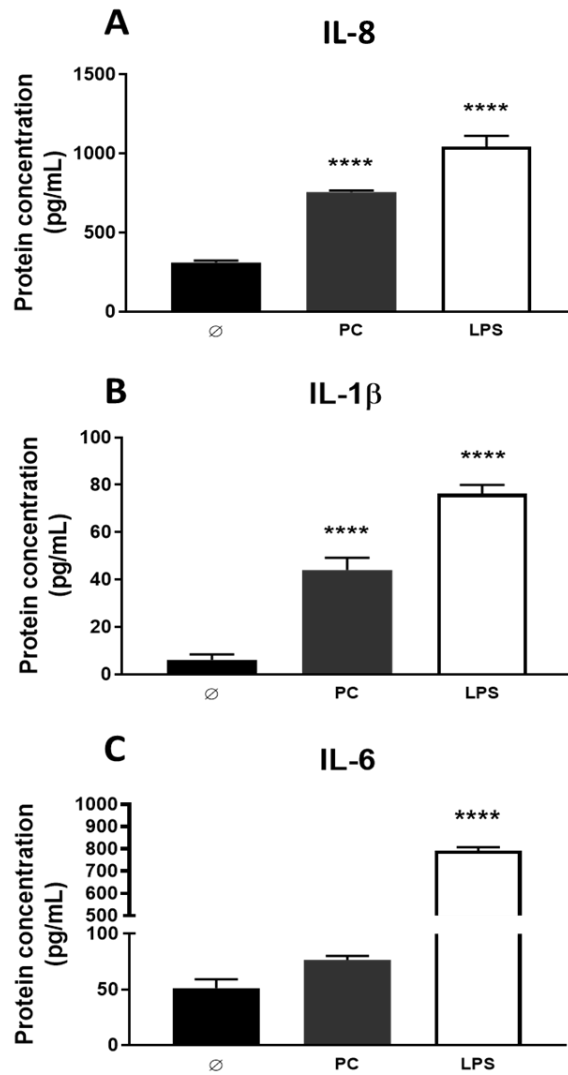 A
IL-8
Protein concentration
(pg/mL)
1500
1000
500
0
****
****
∅
PC
LPS
B
IL-1β
Protein concentration
(pg/mL)
100
80
60
40
20
0
****
****
∅
PC
LPS
C
IL-6
Protein concentration
(pg/mL)
1000
900
800
700
600
500
100
50
0
****
∅
PC
LPS